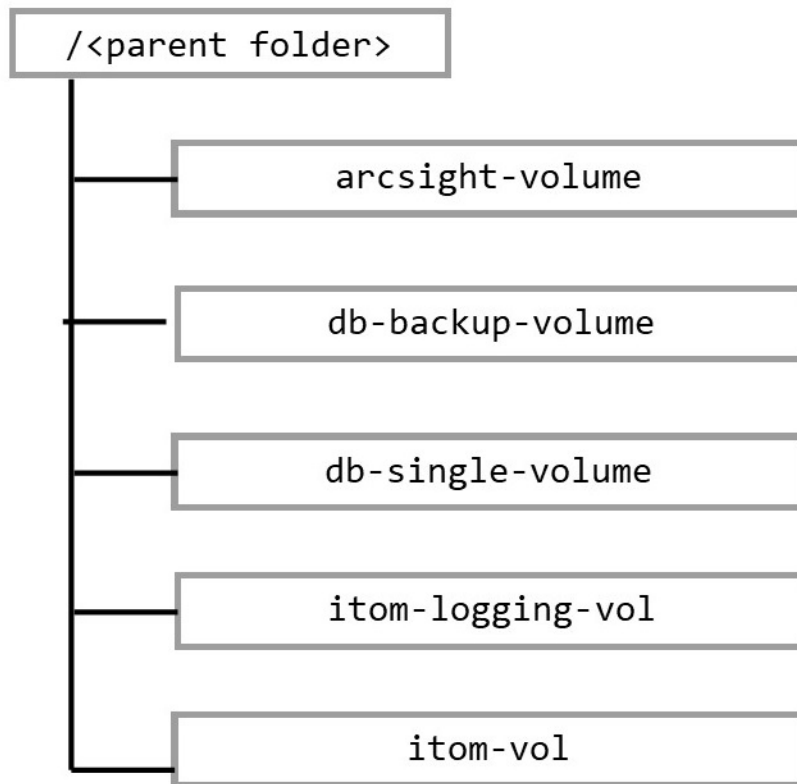 /<parent folder>
arcsight-volume
db-backup-volume
db-single-volume
itom-logging-vol
itom-vol